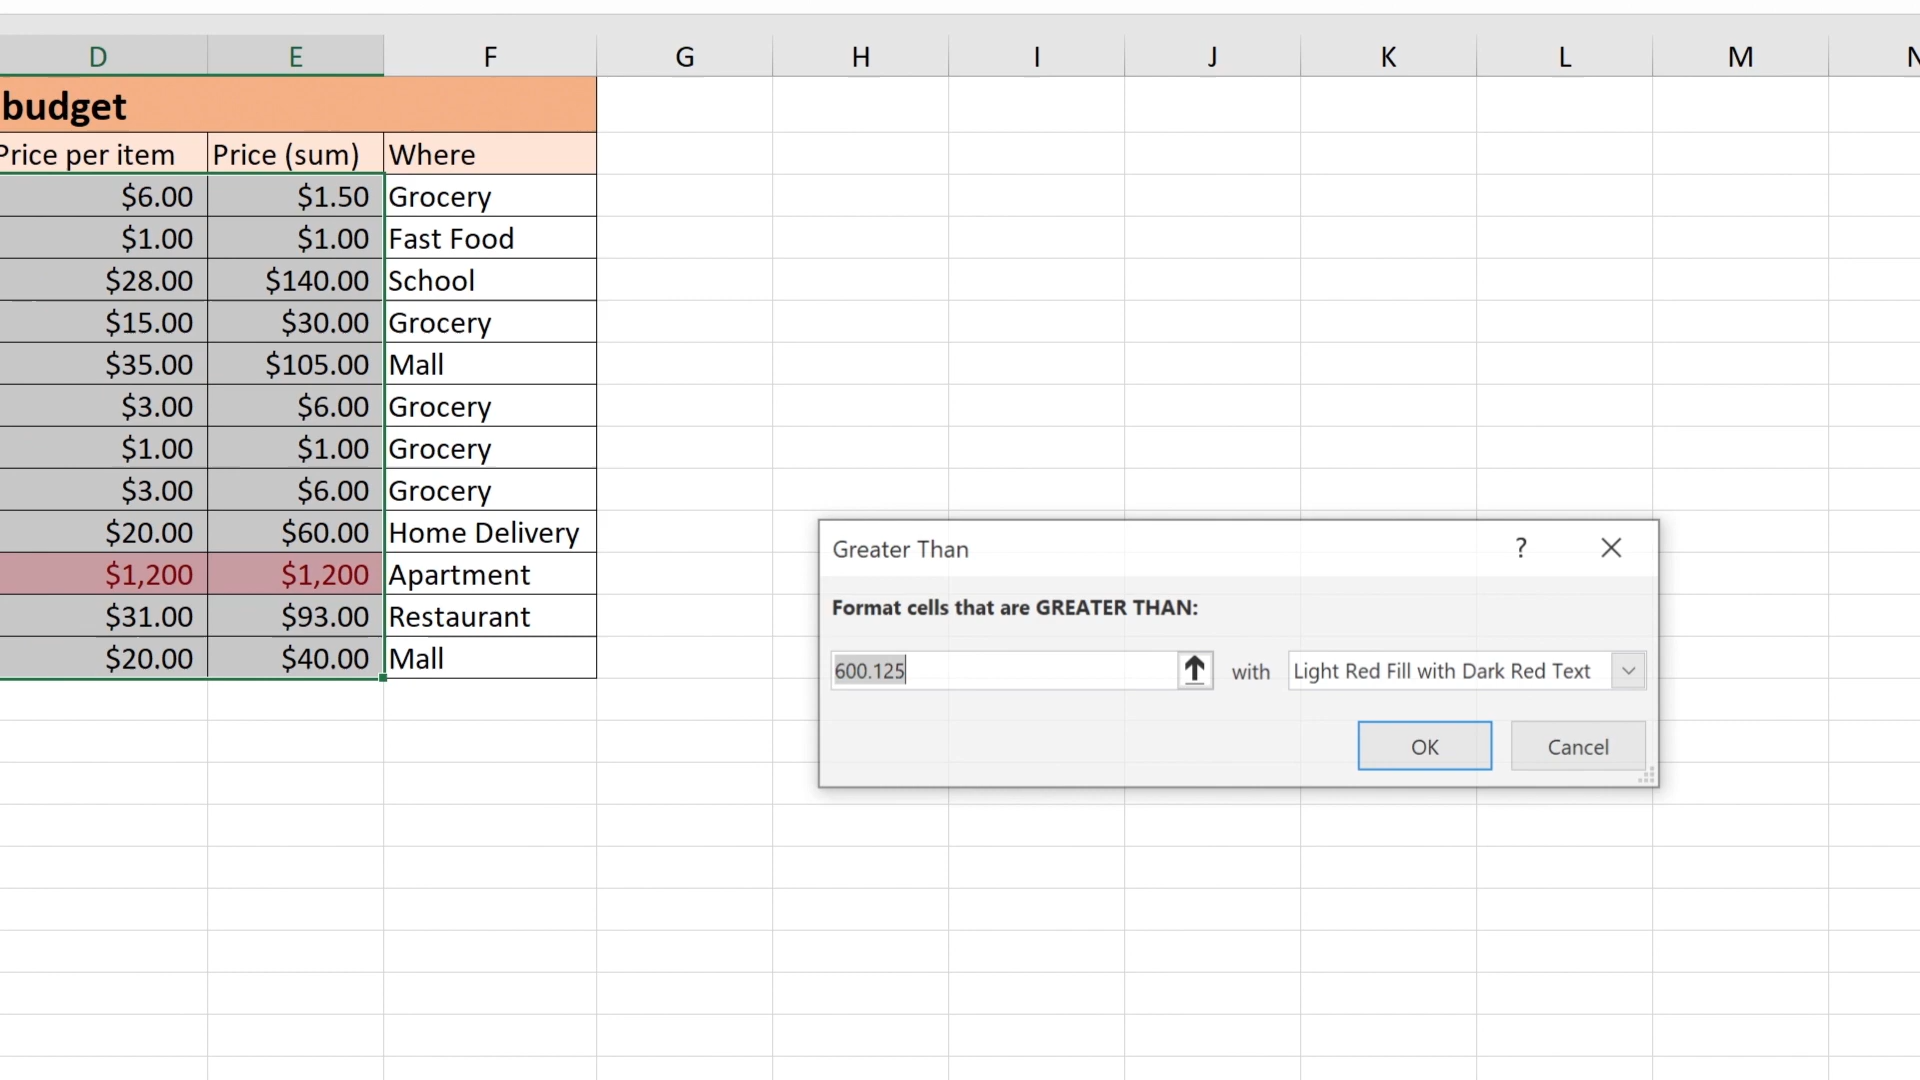 D E F G H I J K L M N
budget
Price per item Price (sum) Where
$6.00 $1.50 Grocery
$1.00 $1.00 Fast Food
$28.00 $140.00 School
$15.00 $30.00 Grocery
$35.00 $105.00 Mall
$3.00 $6.00 Grocery
$1.00 $1.00 Grocery
$3.00 $6.00 Grocery
$20.00 $60.00 Home Delivery
$1,200 $1,200 Apartment
$31.00 $93.00 Restaurant
$20.00 $40.00 Mall
Greater Than ?
Format cells that are GREATER THAN:
600.125 with Light Red Fill with Dark Red Text
OK Cancel